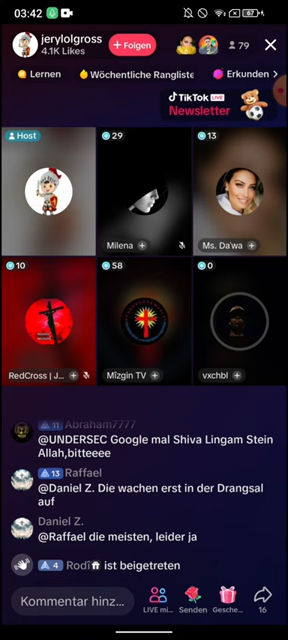 03:42
67
jerylolgross
4.1K Likes
+ Folgen
79
Lernen
Wöchentliche Rangliste
Erkunden
TikTok LIVE
Newsletter
Host
29
13
Milena
Ms. Da'wa
10
58
0
RedCross | J...
Mîzgin TV
vxchbl
11 Abraham7777
@UNDERSEC Google mal Shiva Lingam Stein
Allah,bitteeee
13 Raffael
@Daniel Z. Die wachen erst in der Drangsal
auf
Daniel Z.
@Raffael die meisten, leider ja
4 Rodî ist beigetreten
Kommentar hinz...
LIVE mi...
Senden
Gesche...
16